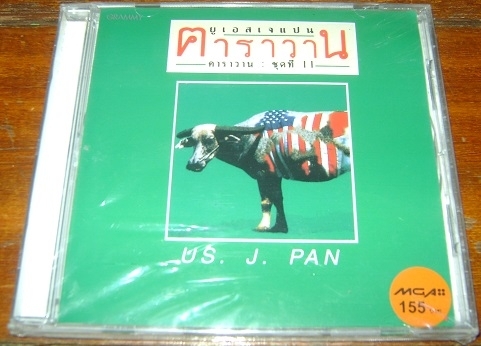 GRAMMY
ยูเอสเจแปน
คาราวาน
คาราวาน : ชุดที่ 11
US. J. PAN
MGA
155